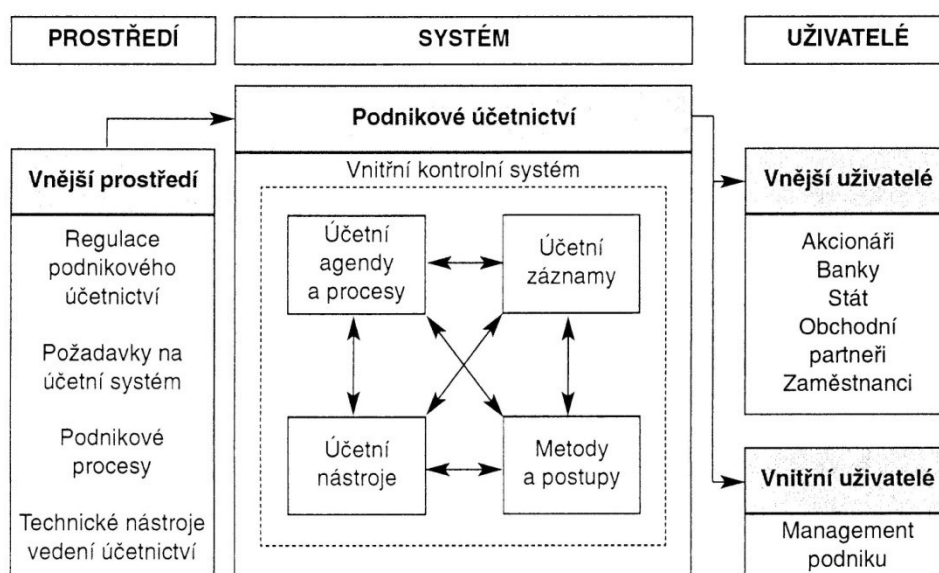 PROSTŘEDÍ
SYSTÉM
UŽIVATELÉ
Podnikové účetnictví
Vnější prostředí
Regulace
podnikového
účetnictví
Požadavky na
účetní systém
Podnikové
procesy
Technické nástroje
vedení účetnictví
Vnitřní kontrolní systém
Účetní
agendy
a procesy
Účetní
záznamy
Účetní
nástroje
Metody
a postupy
Vnější uživatelé
Akcionáři
Banky
Stát
Obchodní
partneři
Zaměstnanci
Vnitřní uživatelé
Management
podniku